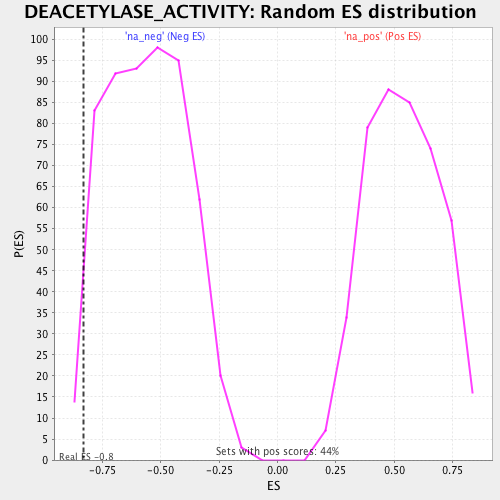 DEACETYLASE_ACTIVITY: Random ES distribution
'na_neg' (Neg ES)
'na_pos' (Pos ES)
100
95
90
85
80
75
70
65
60
55
50
45
40
35
30
25
20
15
10
5
0
P(ES)
Sets with pos scores: 44%
Real ES -0.8
-0.75 -0.50 -0.25 0.00 0.25 0.50 0.75
ES